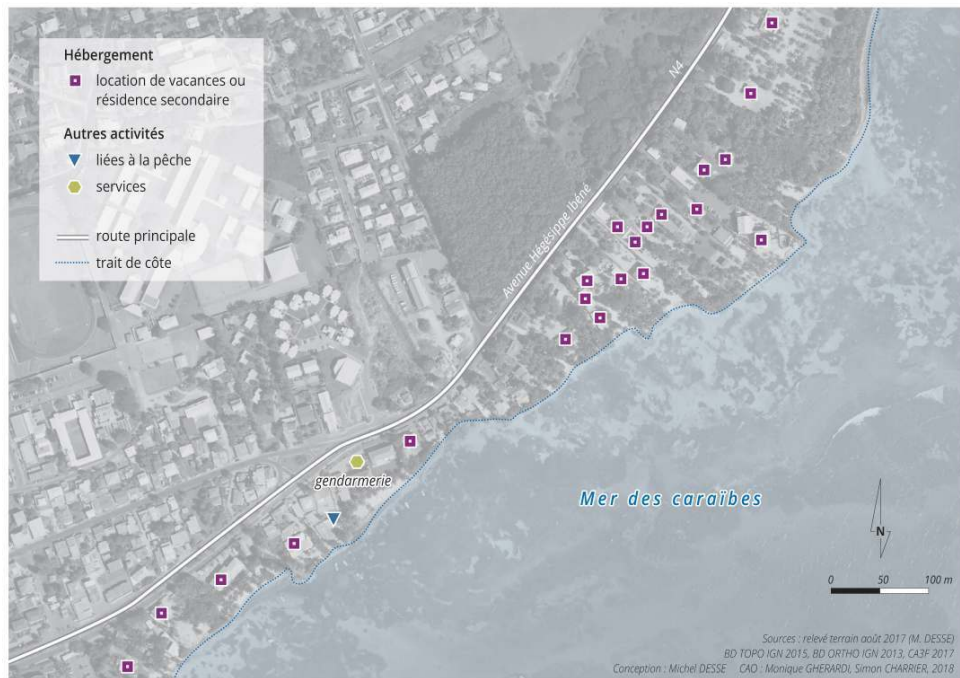 Hébergement
location de vacances ou
résidence secondaire
Autres activités
liées à la pêche
services
route principale
trait de côte
N4
Avenue Hégésippe Ibéné
gendarmerie
Mer des caraïbes
N
0 50 100 m
Sources : relevé terrain août 2017 (M. DESSE)
BD TOPO IGN 2015, BD ORTHO IGN 2013, CA3F 2017
Conception : Michel DESSE CAO : Monique GHERARDI, Simon CHARRIER, 2018